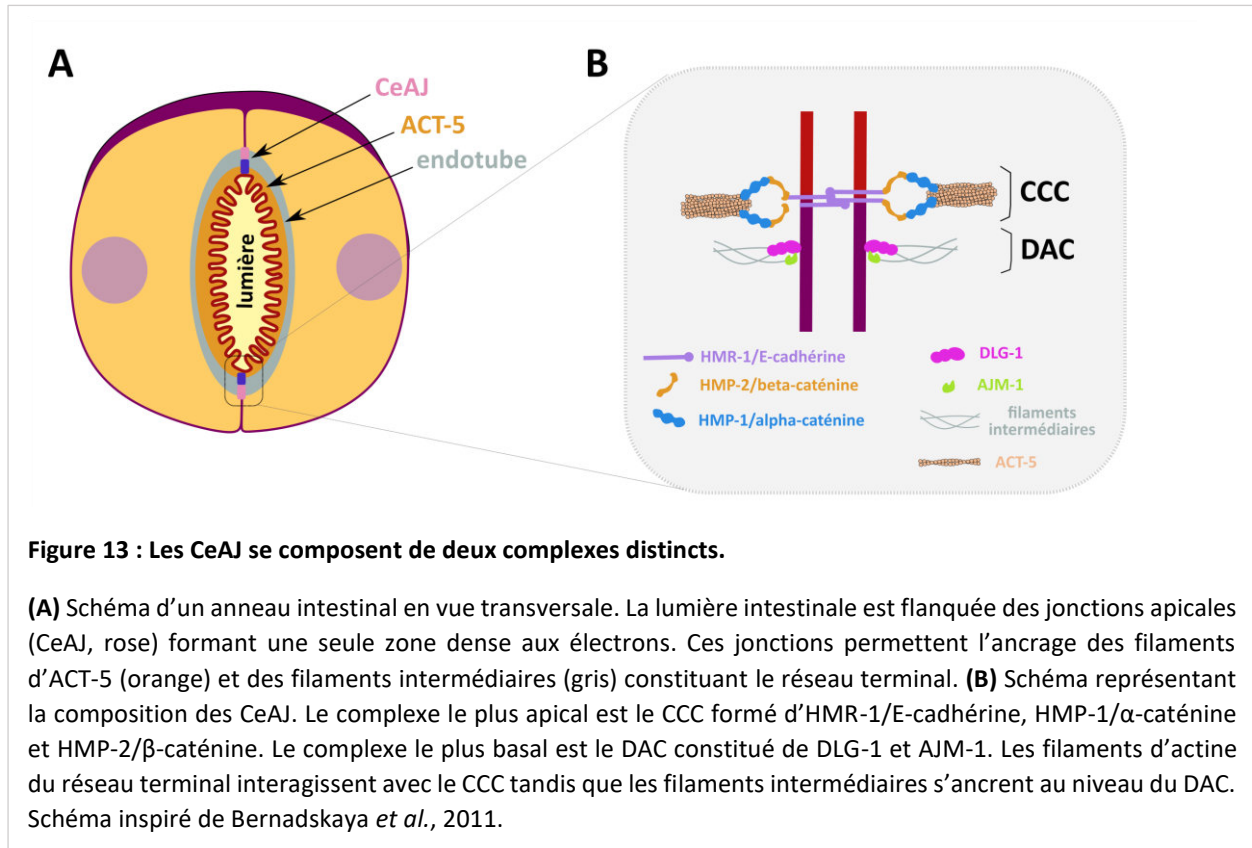 A
CeAJ
ACT-5
endotube
lumière
B
CCC
DAC
HMR-1/E-cadhérine
HMP-2/beta-caténine
HMP-1/alpha-caténine
DLG-1
AJM-1
filaments
intermédiaires
ACT-5
Figure 13 : Les CeAJ se composent de deux complexes distincts.
(A) Schéma d’un anneau intestinal en vue transversale. La lumière intestinale est flanquée des jonctions apicales
(CeAJ, rose) formant une seule zone dense aux électrons. Ces jonctions permettent l’ancrage des filaments
d’ACT-5 (orange) et des filaments intermédiaires (gris) constituant le réseau terminal. (B) Schéma représentant
la composition des CeAJ. Le complexe le plus apical est le CCC formé d’HMR-1/E-cadhérine, HMP-1/α-caténine
et HMP-2/β-caténine. Le complexe le plus basal est le DAC constitué de DLG-1 et AJM-1. Les filaments d’actine
du réseau terminal interagissent avec le CCC tandis que les filaments intermédiaires s’ancrent au niveau du DAC.
Schéma inspiré de Bernadskaya et al., 2011.